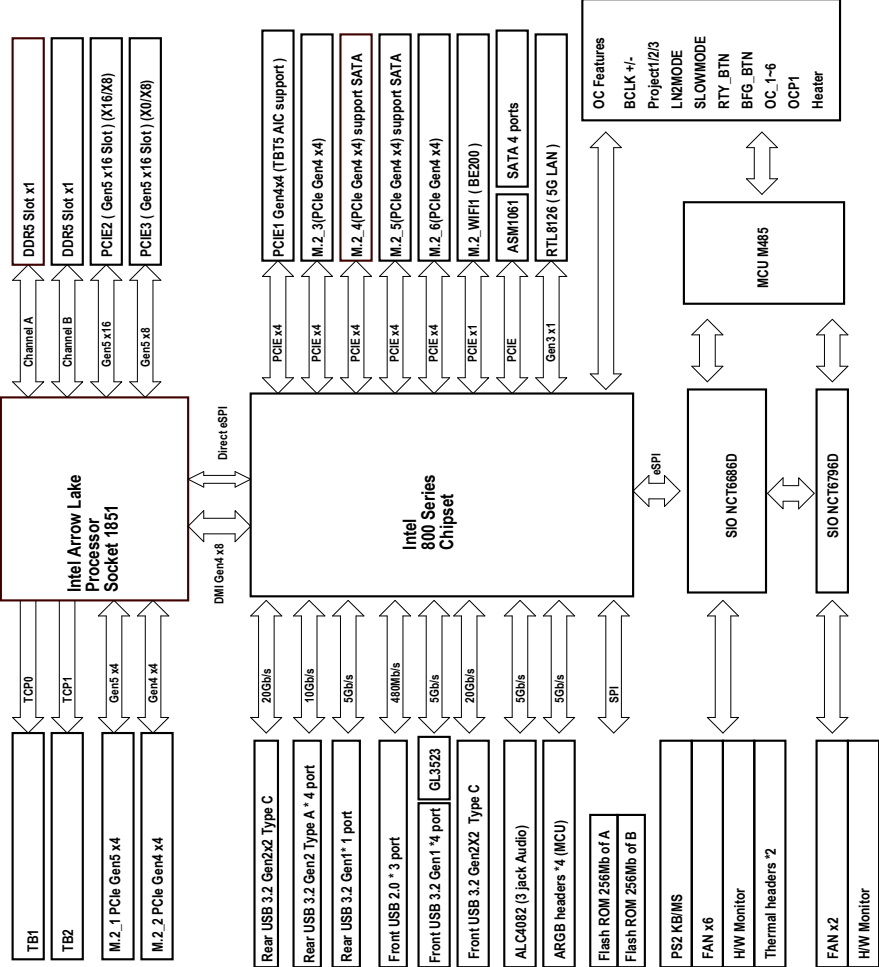 DDR5 Slot x1
DDR5 Slot x1
PCIE2 ( Gen5 x16 Slot ) (X16/X8)
PCIE3 ( Gen5 x16 Slot ) (X0/X8)
Channel A
Channel B
Gen5 x16
Gen5 x8
Intel Arrow Lake
Processor
Socket 1851
TCP0
TCP1
Gen5 x4
Gen4 x4
TB1
TB2
M.2_1 PCIe Gen5 x4
M.2_2 PCIe Gen4 x4
Direct eSPI
DMI Gen4 x8
PCIE1 Gen4x4 (TBT5 AIC support )
M.2_3(PCIe Gen4 x4)
M.2_4(PCIe Gen4 x4) support SATA
M.2_5(PCIe Gen4 x4) support SATA
M.2_6(PCIe Gen4 x4)
M.2_WIFI1 ( BE200 )
ASM1061
SATA 4 ports
RTL8126 ( 5G LAN )
PCIE x4
PCIE x4
PCIE x4
PCIE x4
PCIE x4
PCIE x1
PCIE
Gen3 x1
Intel
800 Series
Chipset
20Gb/s
10Gb/s
5Gb/s
480Mb/s
5Gb/s
20Gb/s
5Gb/s
5Gb/s
SPI
Rear USB 3.2 Gen2x2 Type C
Rear USB 3.2 Gen2 Type A * 4 port
Rear USB 3.2 Gen1* 1 port
Front USB 2.0 * 3 port
Front USB 3.2 Gen1 *4 port
GL3523
Front USB 3.2 Gen2X2 Type C
ALC4082 (3 jack Audio)
ARGB headers *4 (MCU)
Flash ROM 256Mb of A
Flash ROM 256Mb of B
OC Features
BCLK +/-
Project1/2/3
LN2MODE
SLOWMODE
RTY_BTN
BFG_BTN
OC_1~6
OCP1
Heater
MCU M485
eSPI
SIO NCT6686D
SIO NCT6796D
PS2 KB/MS
FAN x6
H/W Monitor
Thermal headers *2
FAN x2
H/W Monitor